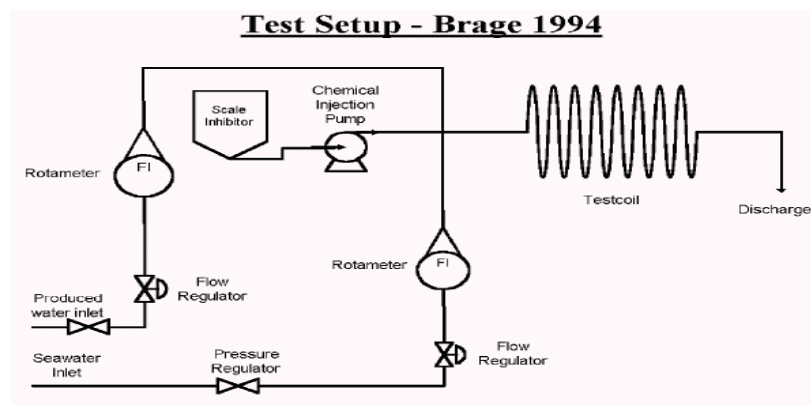 Test Setup - Brage 1994
Chemical
Injection
Pump
Scale
Inhibitor
FI
Rotameter
Testcoil
Discharge
Rotameter
FI
Flow
Regulator
Produced
water inlet
Seawater
Inlet
Pressure
Regulator
Flow
Regulator